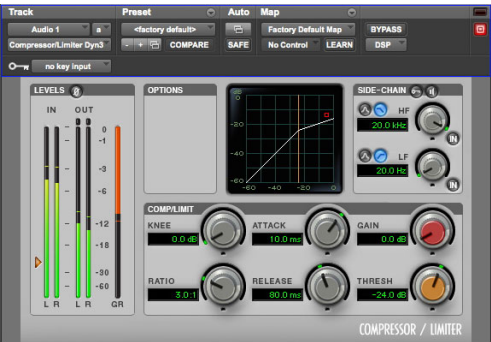 Track Preset Auto Map
Audio 1 a <factory default> Factory Default Map BYPASS
Compressor/Limiter Dyn3 - + COMPARE SAFE No Control LEARN DSP
no key input
LEVELS OPTIONS SIDE-CHAIN
IN OUT
0
-1
-3
-6
-12
-18
-30
-60
L R L R GR
dB
0
-20
-40
-60
-60 -40 -20 0
HF
20.0 kHz
IN
LF
20.0 Hz
IN
COMP/LIMIT
KNEE ATTACK GAIN
0.0 dB 10.0 ms 0.0 dB
RATIO RELEASE THRESH
3.0:1 80.0 ms -24.0 dB
COMPRESSOR / LIMITER